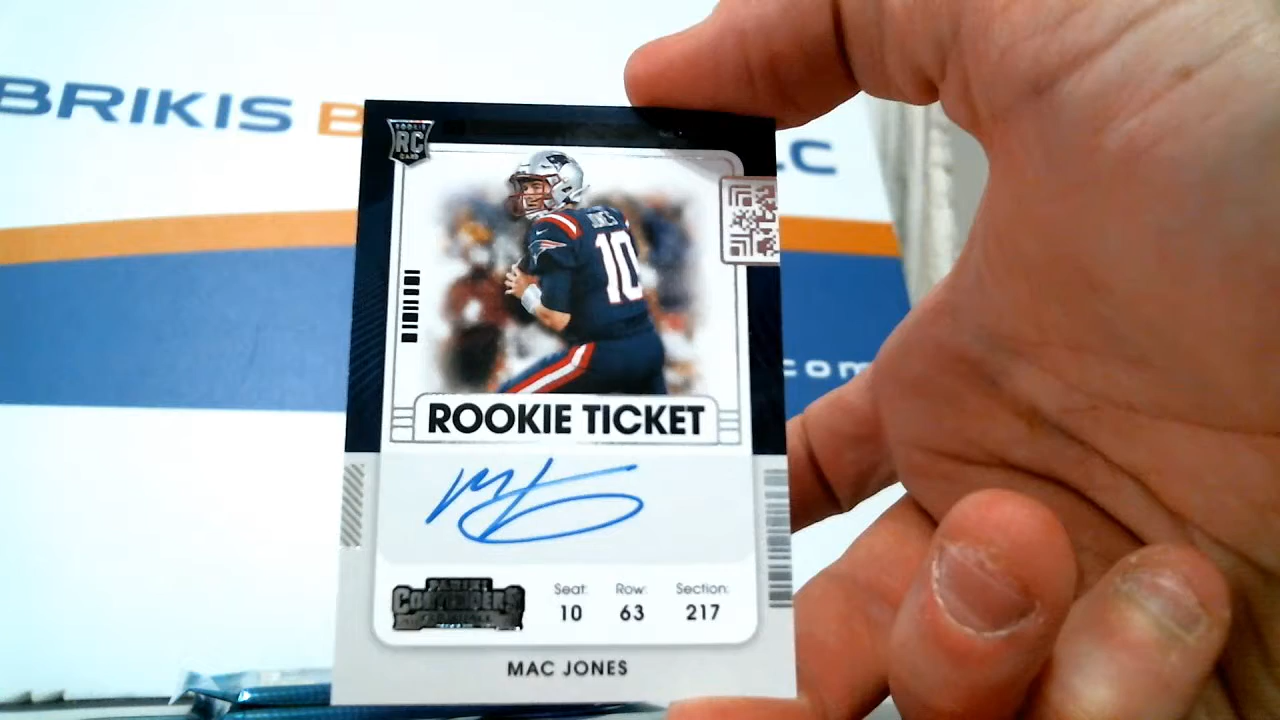 BRIKIS B
LC
com
ROOKIE
RC
CARD
JONES
10
ROOKIE TICKET
PANINI
CONTENDERS
Seat: Row: Section:
10 63 217
MAC JONES